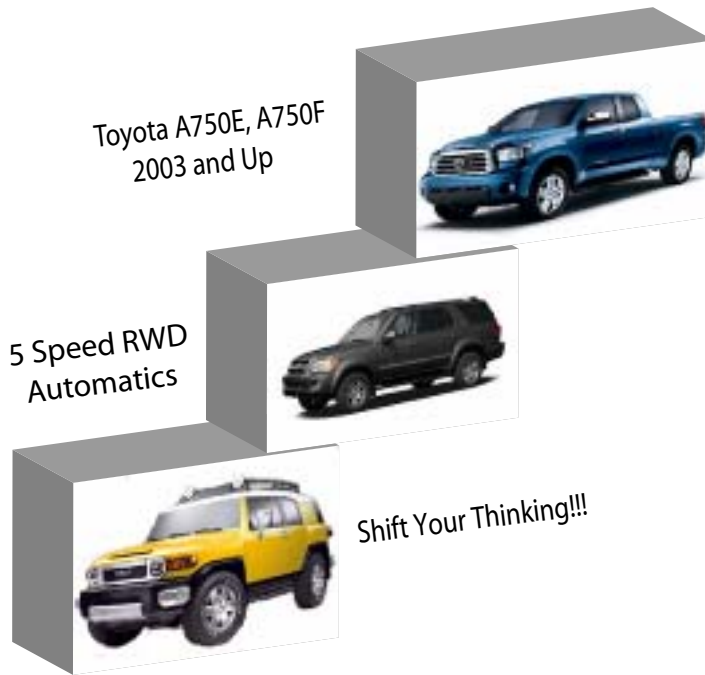 Toyota A750E, A750F
2003 and Up
5 Speed RWD
Automatics
Shift Your Thinking!!!